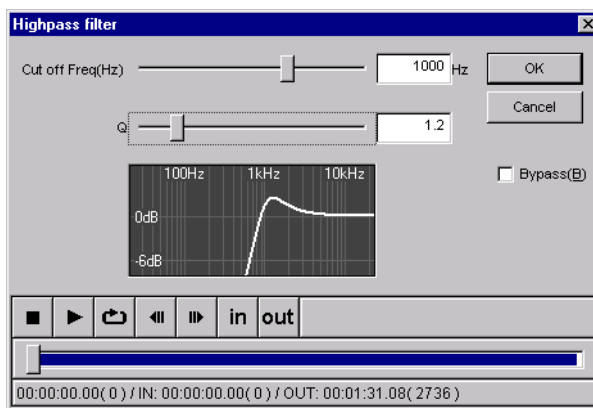 Highpass filter
Cut off Freq(Hz)
1000 Hz
OK
Q
1.2
Cancel
100Hz 1kHz 10kHz
0dB
-6dB
Bypass(B)
in out
00:00:00.00( 0 ) / IN: 00:00:00.00( 0 ) / OUT: 00:01:31.08( 2736 )